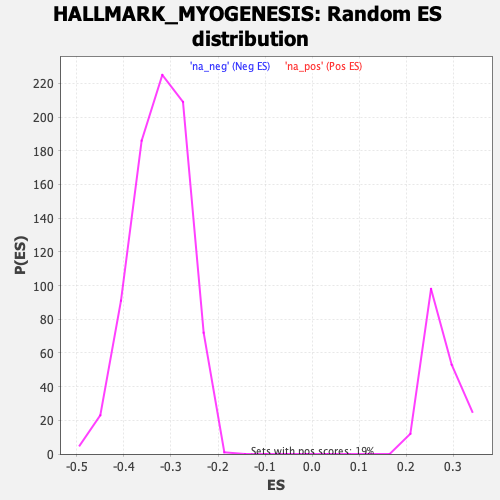 HALLMARK_MYOGENESIS: Random ES
distribution
'na_neg' (Neg ES) 'na_pos' (Pos ES)
P(ES)
220
200
180
160
140
120
100
80
60
40
20
0
Sets with pos scores: 19%
-0.5 -0.4 -0.3 -0.2 -0.1 0.0 0.1 0.2 0.3
ES